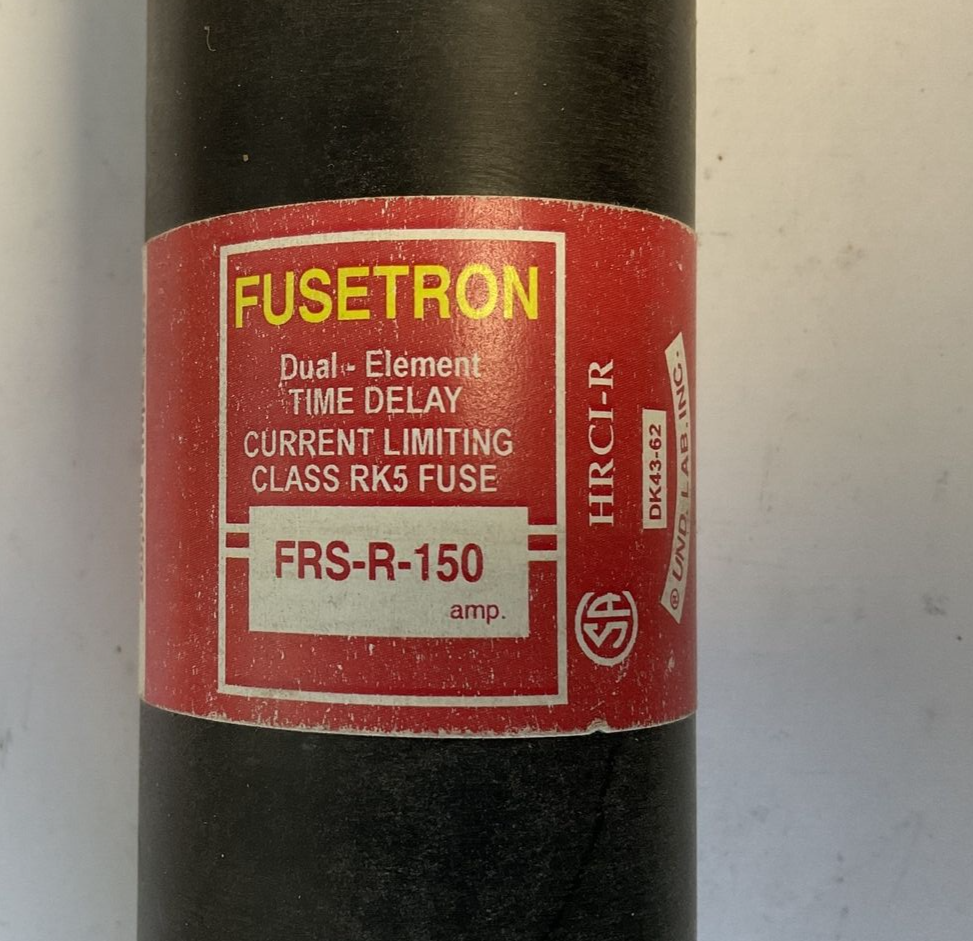 FUSETRON
Dual - Element
TIME DELAY
CURRENT LIMITING
CLASS RK5 FUSE
FRS-R-150
amp.
HRCI-R
SA
DK43-62
® UND. LAB. INC.